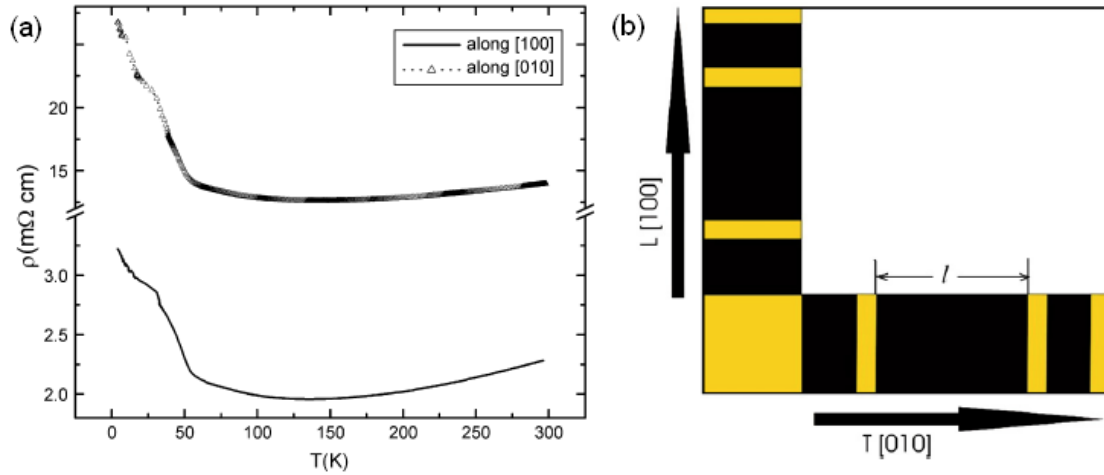 (a)
along [100]
along [010]
20
15
3.0
2.5
2.0
ρ(mΩ cm)
0 50 100 150 200 250 300
T(K)
(b)
L [100]
l
T [010]